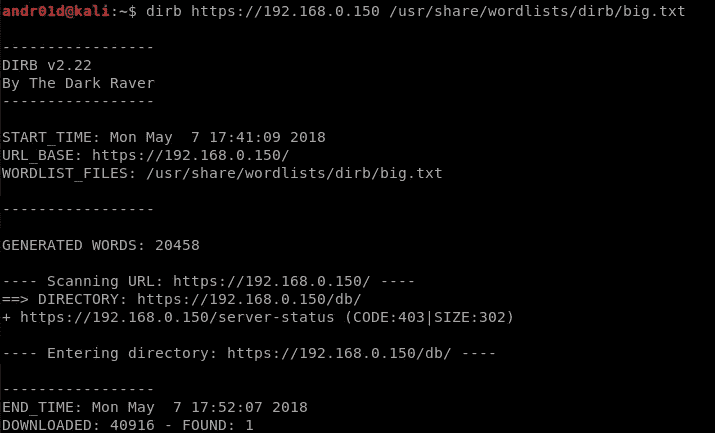 andr01d@kali:~$ dirb https://192.168.0.150 /usr/share/wordlists/dirb/big.txt
-----------------
DIRB v2.22
By The Dark Raver
-----------------
START_TIME: Mon May  7 17:41:09 2018
URL_BASE: https://192.168.0.150/
WORDLIST_FILES: /usr/share/wordlists/dirb/big.txt
-----------------
GENERATED WORDS: 20458
---- Scanning URL: https://192.168.0.150/ ----
==> DIRECTORY: https://192.168.0.150/db/
+ https://192.168.0.150/server-status (CODE:403|SIZE:302)
---- Entering directory: https://192.168.0.150/db/ ----
-----------------
END_TIME: Mon May  7 17:52:07 2018
DOWNLOADED: 40916 - FOUND: 1